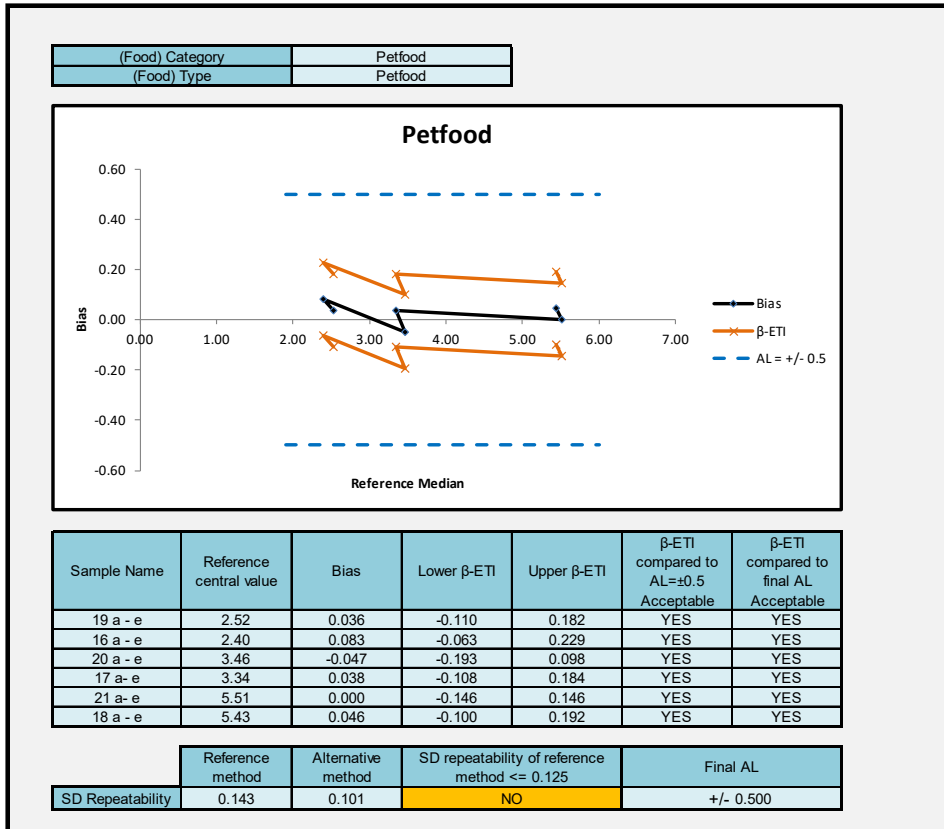 (Food) Category Petfood
(Food) Type Petfood
Petfood
0.60
0.40
0.20
0.00
-0.20
-0.40
-0.60
0.00 1.00 2.00 3.00 4.00 5.00 6.00 7.00
Bias
Reference Median
Bias
β-ETI
AL = +/- 0.5
Sample Name Reference central value Bias Lower β-ETI Upper β-ETI β-ETI compared to AL=±0.5 Acceptable β-ETI compared to final AL Acceptable
19 a - e 2.52 0.036 -0.110 0.182 YES YES
16 a - e 2.40 0.083 -0.063 0.229 YES YES
20 a - e 3.46 -0.047 -0.193 0.098 YES YES
17 a- e 3.34 0.038 -0.108 0.184 YES YES
21 a- e 5.51 0.000 -0.146 0.146 YES YES
18 a - e 5.43 0.046 -0.100 0.192 YES YES
Reference method Alternative method SD repeatability of reference method <= 0.125 Final AL
SD Repeatability 0.143 0.101 NO +/- 0.500